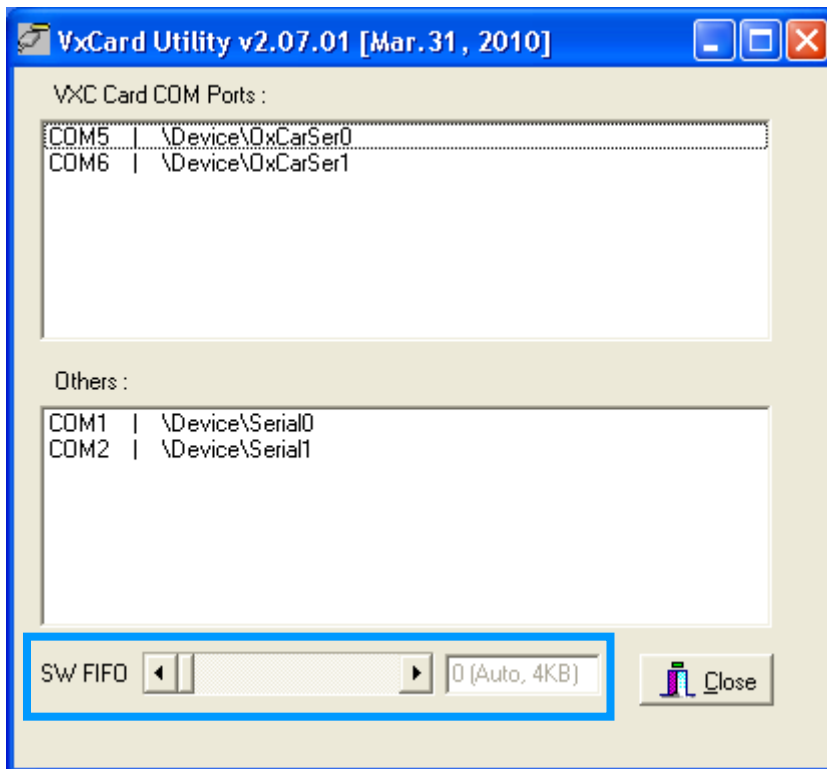 VxCard Utility v2.07.01 [Mar.31, 2010]
VXC Card COM Ports :
COM5 | \Device\OxCarSer0
COM6 | \Device\OxCarSer1
Others :
COM1 | \Device\Serial0
COM2 | \Device\Serial1
SW FIFO 0 (Auto, 4KB) Close